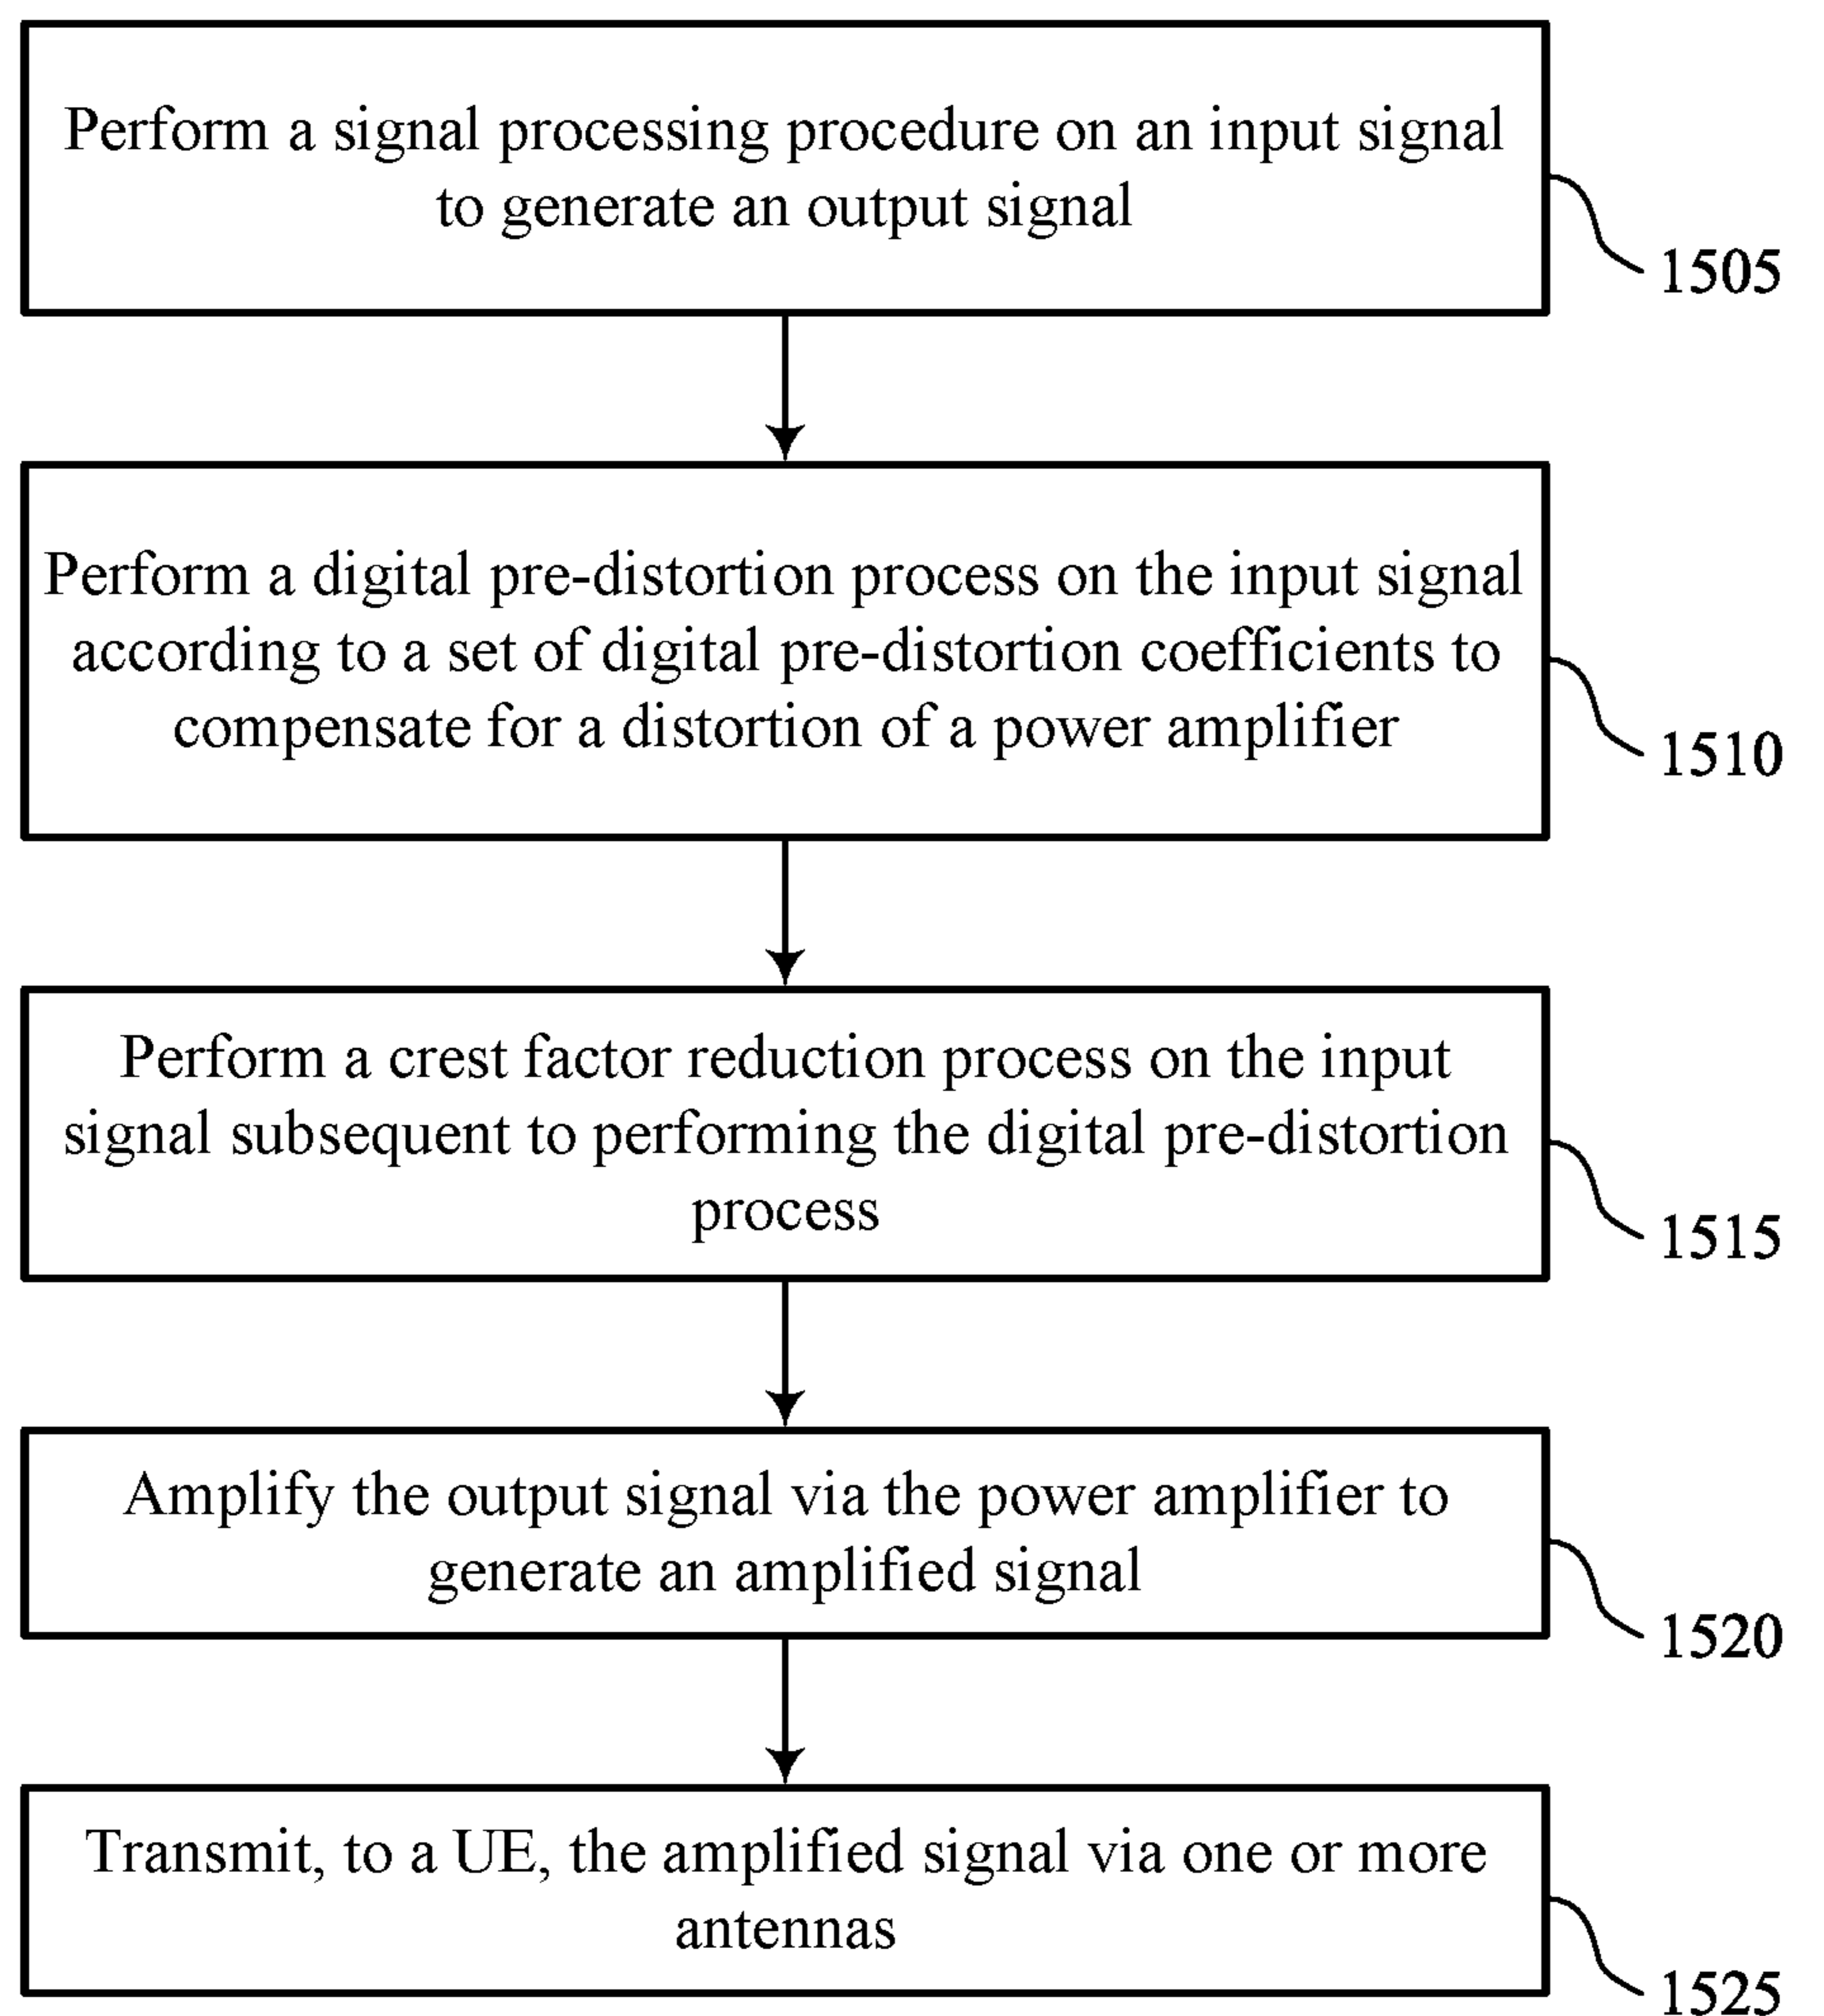 Perform a signal processing procedure on an input signal
to generate an output signal
1505
Perform a digital pre-distortion process on the input signal
according to a set of digital pre-distortion coefficients to
compensate for a distortion of a power amplifier
1510
Perform a crest factor reduction process on the input
signal subsequent to performing the digital pre-distortion
process
1515
Amplify the output signal via the power amplifier to
generate an amplified signal
1520
Transmit, to a UE, the amplified signal via one or more
antennas
1525